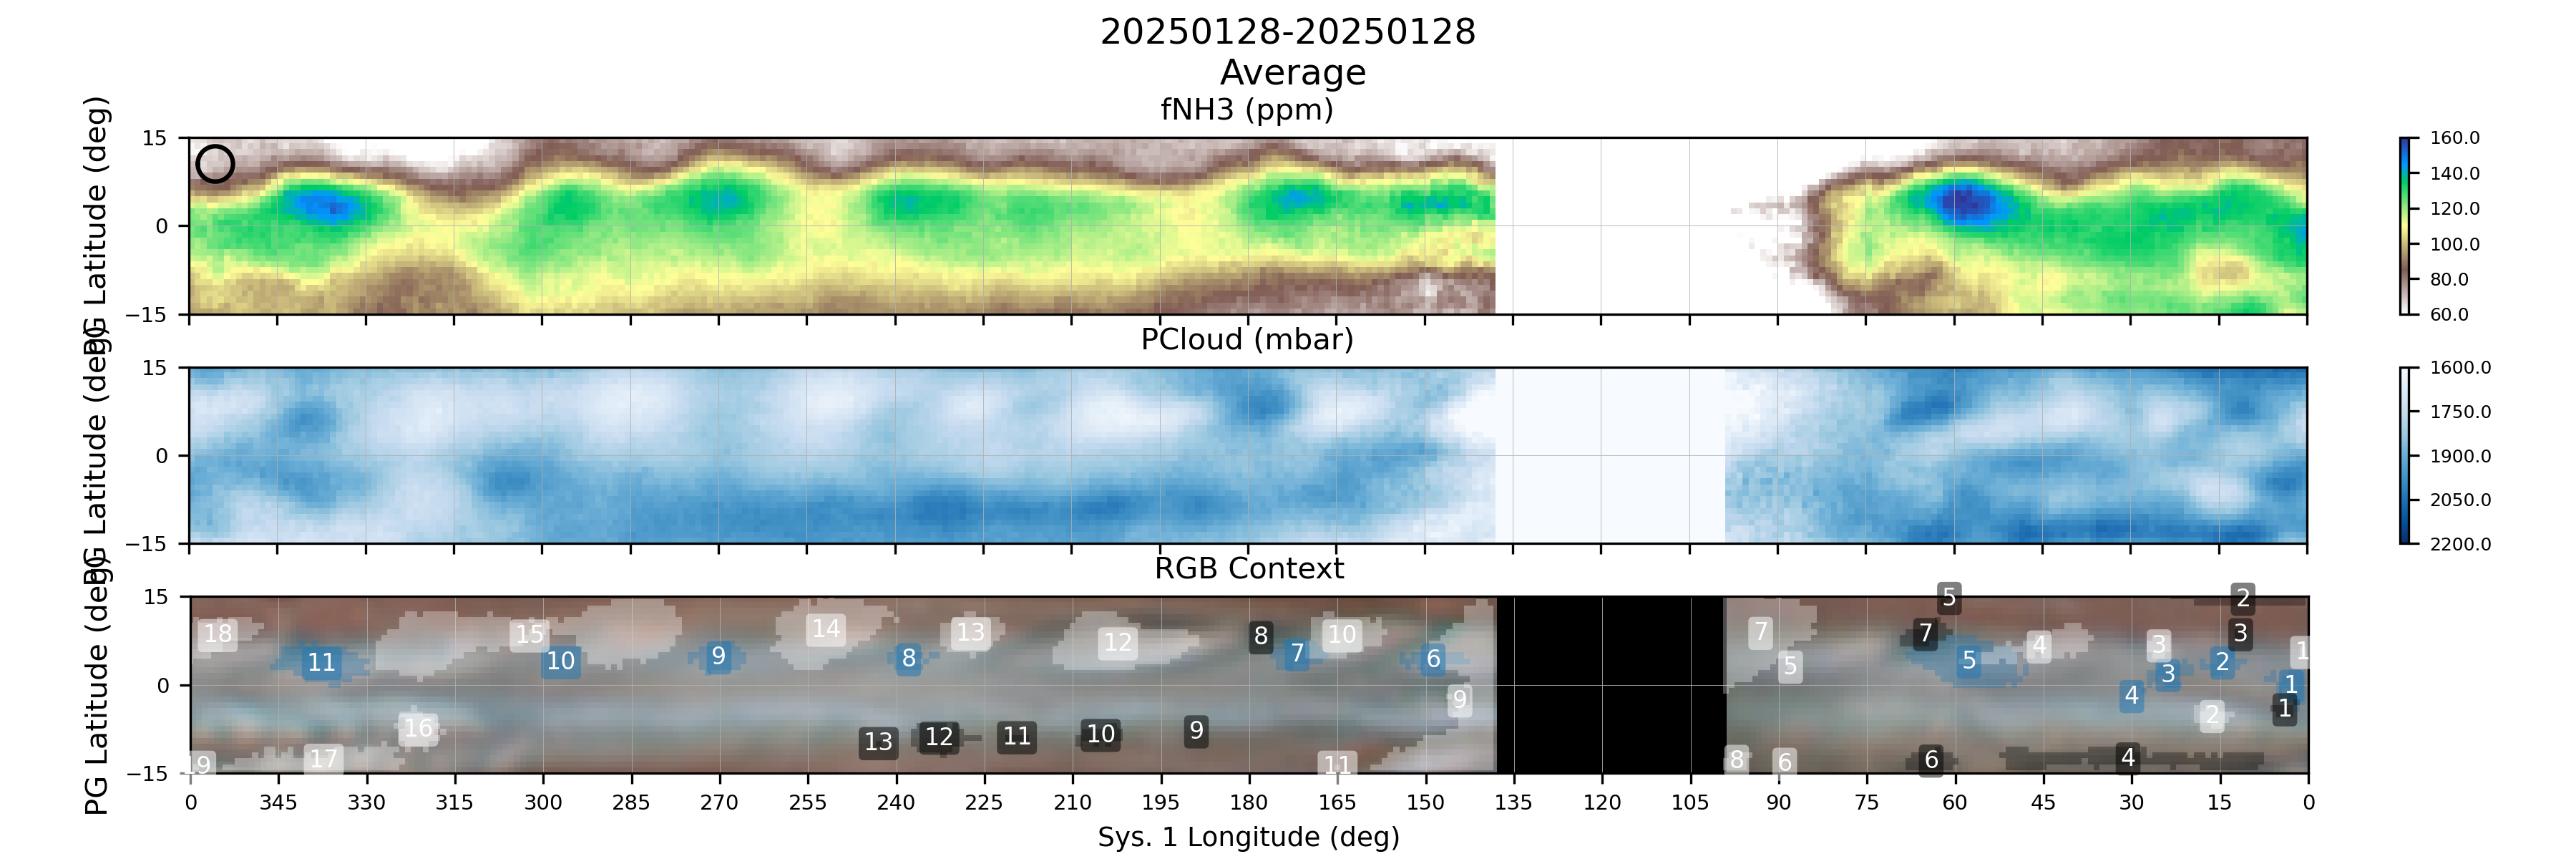 20250128-20250128
Average
fNH3 (ppm)
PG Latitude (deg)
15
0
−15
160.0
140.0
120.0
100.0
80.0
60.0
PCloud (mbar)
PG Latitude (deg)
15
0
−15
1600.0
1750.0
1900.0
2050.0
2200.0
RGB Context
PG Latitude (deg)
15
0
−15
5 2
18 15 14 13 12 8 10 7 7 4 3 3 1
11 10 9 8 7 6 5 5 3 2
9 4 1
16 13 12 11 10 9 2 1
19 17 11 8 6 6 4
0 345 330 315 300 285 270 255 240 225 210 195 180 165 150 135 120 105 90 75 60 45 30 15 0
Sys. 1 Longitude (deg)